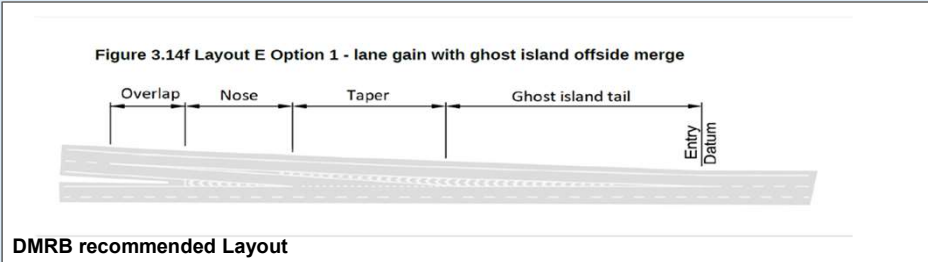 Figure 3.14f Layout E Option 1 - lane gain with ghost island offside merge
Overlap
Nose
Taper
Ghost island tail
Entry
Datum
DMRB recommended Layout